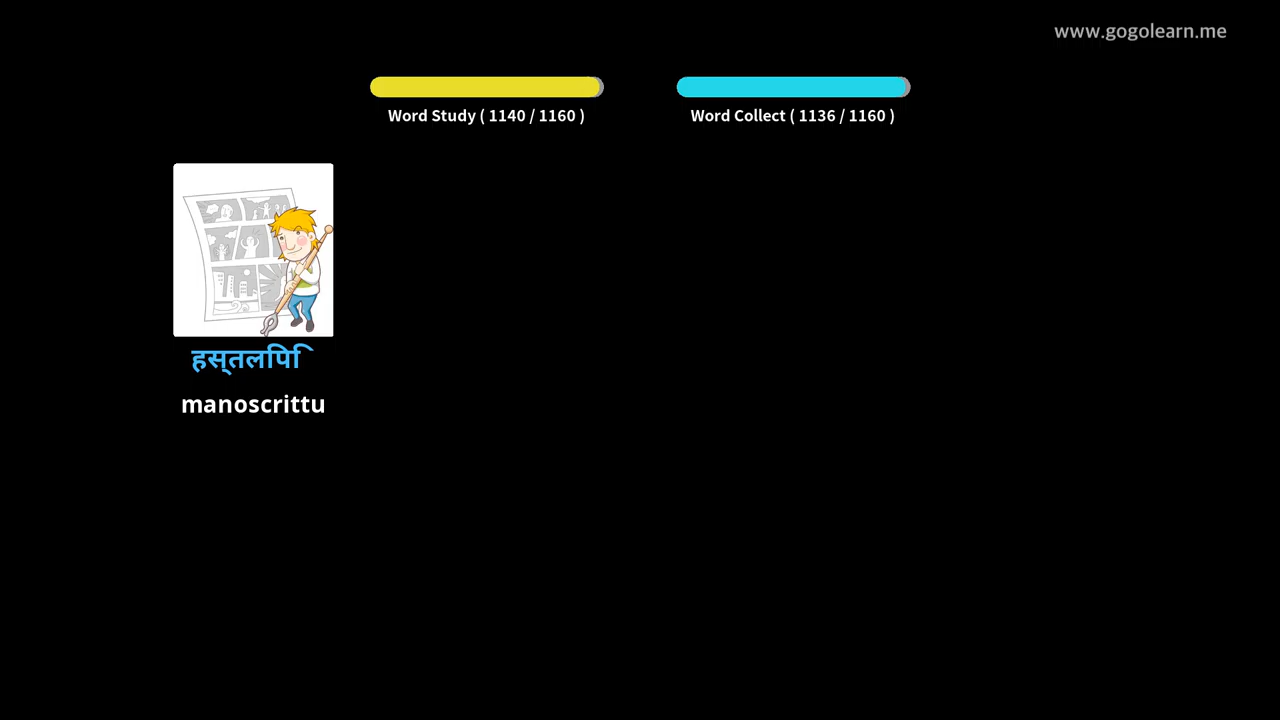 www.gogolearn.me
Word Study ( 1140 / 1160 )
Word Collect ( 1136 / 1160 )
हस्तलिपि
manoscrittu